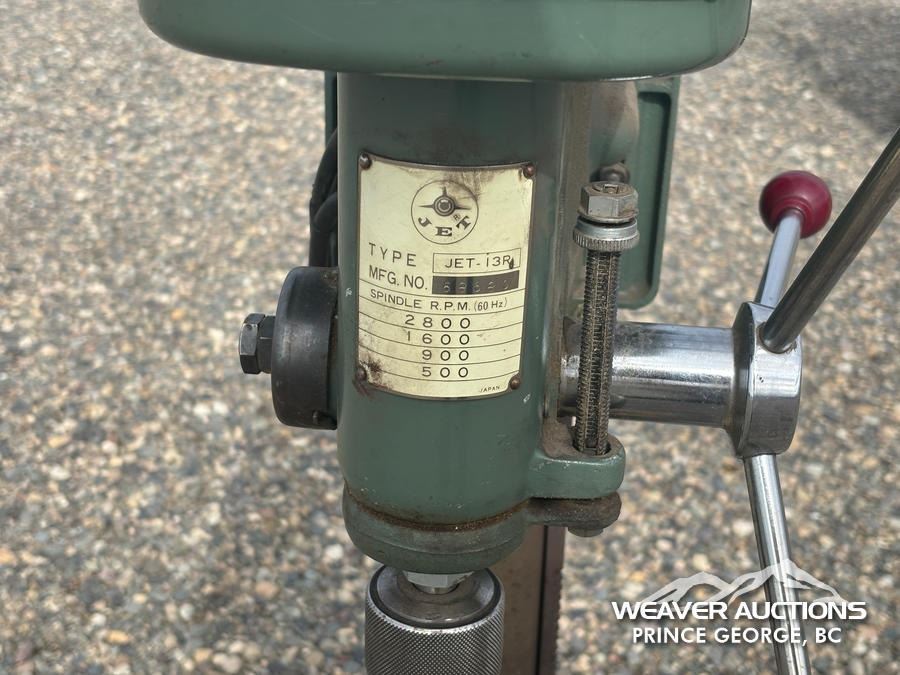 JET
®
TYPE JET-13R
MFG. NO.
SPINDLE R.P.M. (60 Hz)
2800
1600
900
500
JAPAN
WEAVER AUCTIONS
PRINCE GEORGE, BC